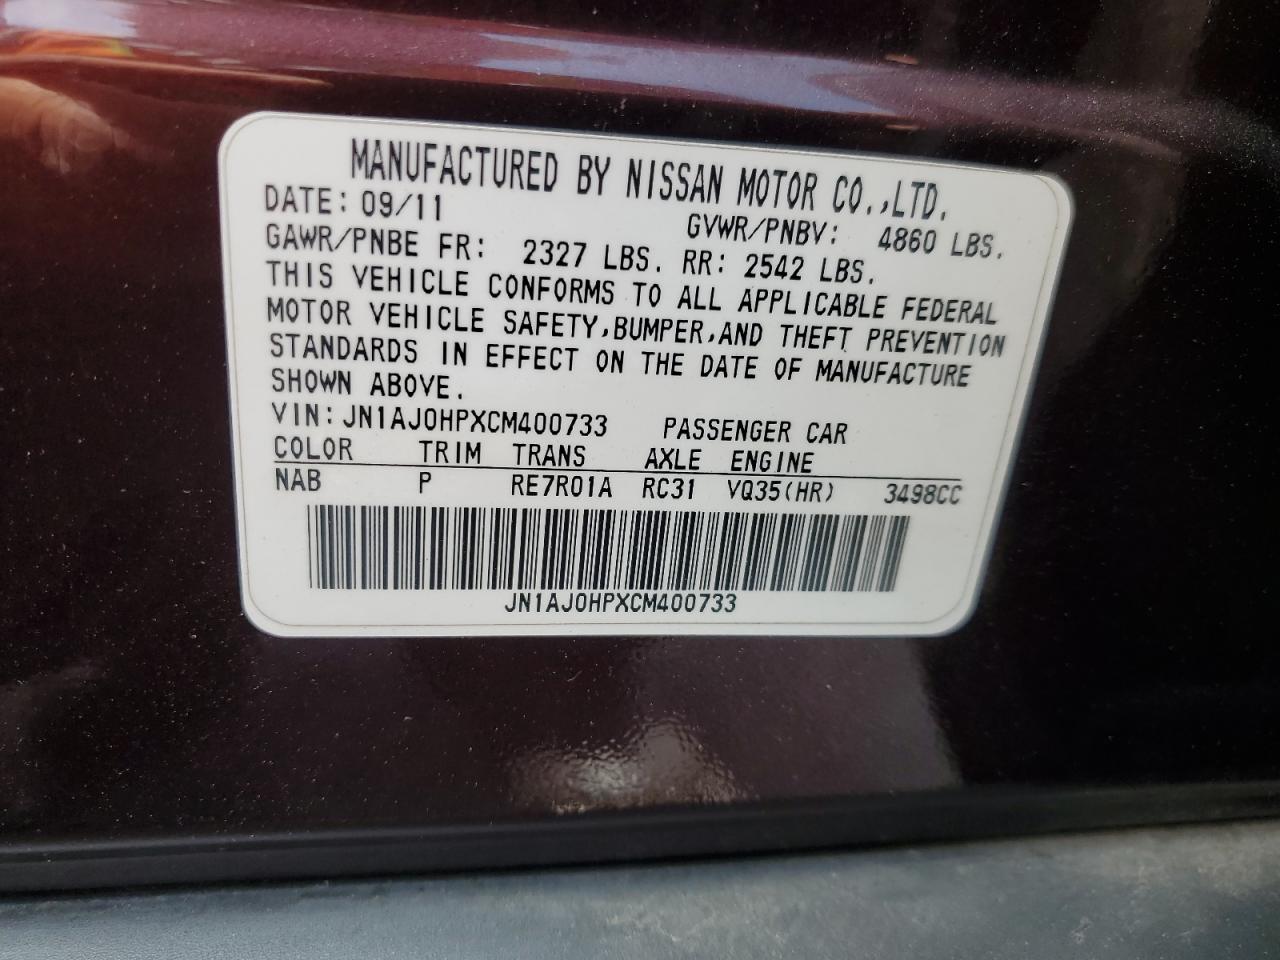 MANUFACTURED BY NISSAN MOTOR CO.,LTD.
DATE: 09/11 GVWR/PNBV: 4860 LBS.
GAWR/PNBE FR: 2327 LBS. RR: 2542 LBS.
THIS VEHICLE CONFORMS TO ALL APPLICABLE FEDERAL
MOTOR VEHICLE SAFETY,BUMPER,AND THEFT PREVENTION
STANDARDS IN EFFECT ON THE DATE OF MANUFACTURE
SHOWN ABOVE.
VIN: JN1AJ0HPXCM400733 PASSENGER CAR
COLOR TRIM TRANS AXLE ENGINE
NAB P RE7R01A RC31 VQ35(HR) 3498CC
JN1AJ0HPXCM400733